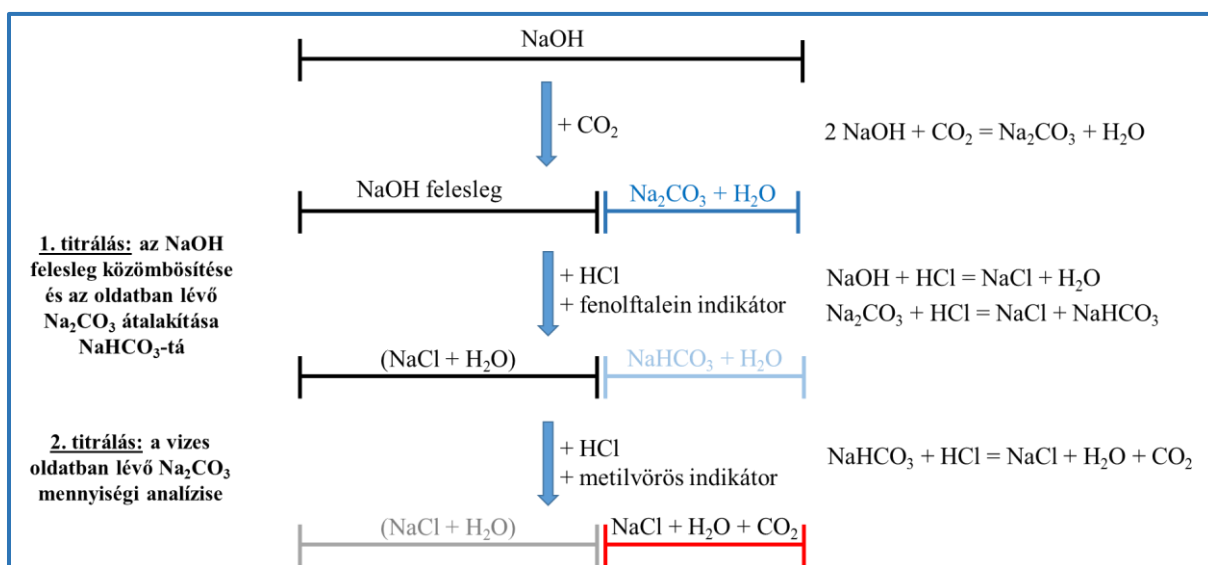 NaOH
+ CO₂
2 NaOH + CO₂ = Na₂CO₃ + H₂O
NaOH felesleg
Na₂CO₃ + H₂O
1. titrálás: az NaOH
felesleg közömbösítése
és az oldatban lévő
Na₂CO₃ átalakítása
NaHCO₃-tá
+ HCl
+ fenolftalein indikátor
NaOH + HCl = NaCl + H₂O
Na₂CO₃ + HCl = NaCl + NaHCO₃
(NaCl + H₂O)
NaHCO₃ + H₂O
2. titrálás: a vizes
oldatban lévő Na₂CO₃
mennyiségi analízise
+ HCl
+ metilvörös indikátor
NaHCO₃ + HCl = NaCl + H₂O + CO₂
(NaCl + H₂O)
NaCl + H₂O + CO₂